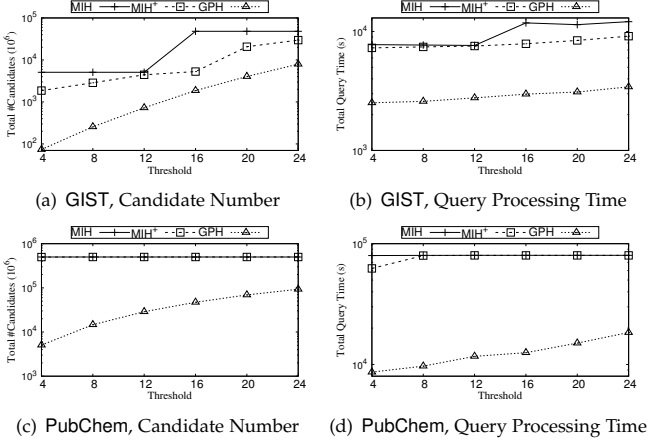 MIH MIH+ GPH
Total #Candidates (10^6)
10^5
10^4
10^3
10^2
4 8 12 16 20 24
Threshold
(a) GIST, Candidate Number
MIH MIH+ GPH
Total Query Time (s)
10^4
10^3
4 8 12 16 20 24
Threshold
(b) GIST, Query Processing Time
MIH MIH+ GPH
Total #Candidates (10^6)
10^6
10^5
10^4
10^3
4 8 12 16 20 24
Threshold
(c) PubChem, Candidate Number
MIH MIH+ GPH
Total Query Time (s)
10^5
10^4
4 8 12 16 20 24
Threshold
(d) PubChem, Query Processing Time